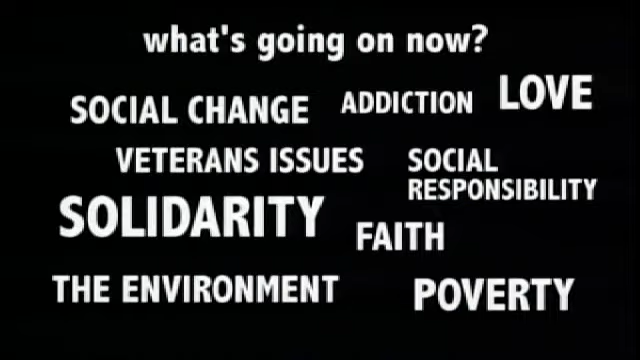 what's going on now?
SOCIAL CHANGE
ADDICTION
LOVE
VETERANS ISSUES
SOCIAL
RESPONSIBILITY
SOLIDARITY
FAITH
THE ENVIRONMENT
POVERTY